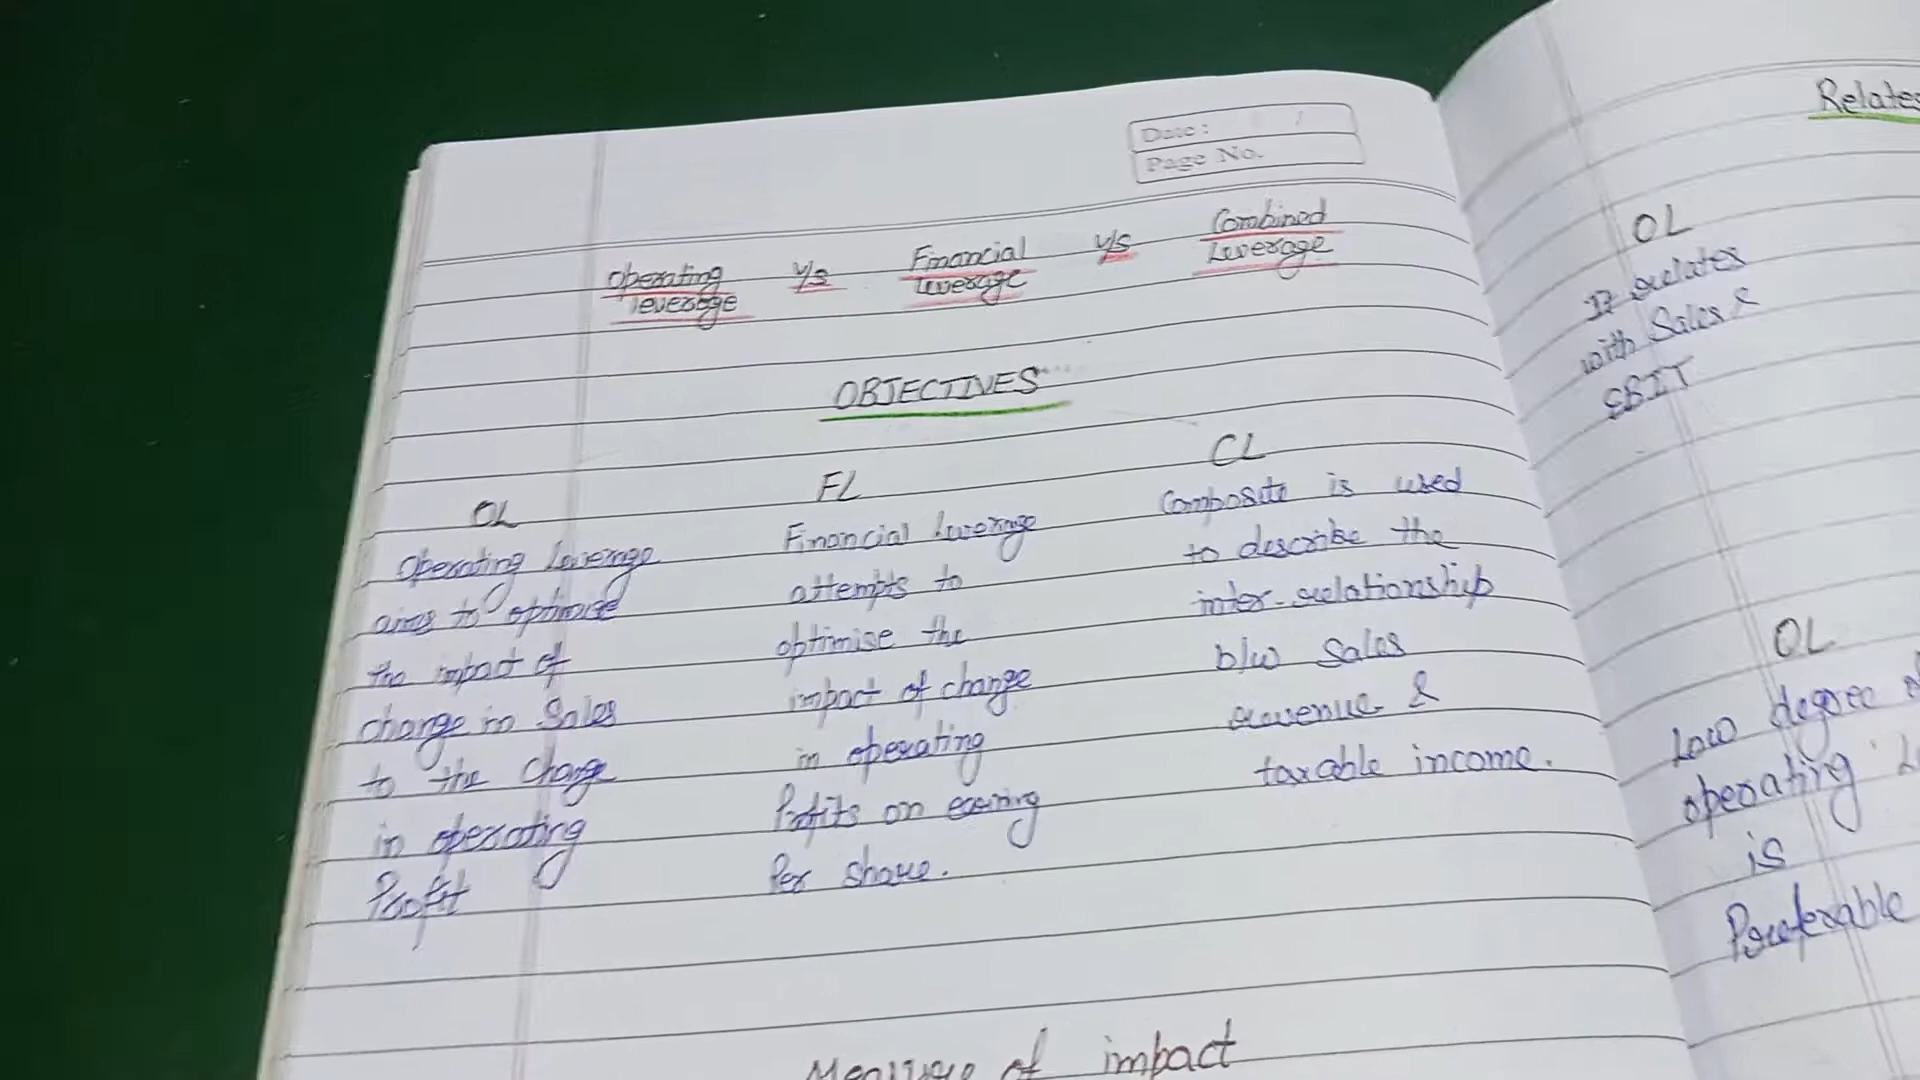 Date:
Page No.
Operating leverage v/s Financial Leverage v/s Combined Leverage
OBJECTIVES
OL
Operating Leverage
aims to optimise
the impact of
change in Sales
to the change
in operating
Profit
FL
Financial Leverage
attempts to
optimise the
impact of change
in operating
Profits on earning
Per share.
CL
Composite is used
to describe the
inter-relationship
b/w Sales
revenue &
taxable income.
Measure of impact
Relates
OL
It relates
with Sales &
EBIT
OL
Low degree
operating
is
Preferable